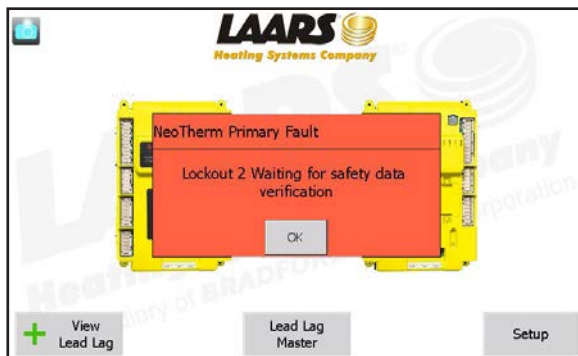 LAARS
Heating Systems Company
NeoTherm Primary Fault
Lockout 2 Waiting for safety data
verification
OK
View
Lead Lag
Lead Lag
Master
Setup